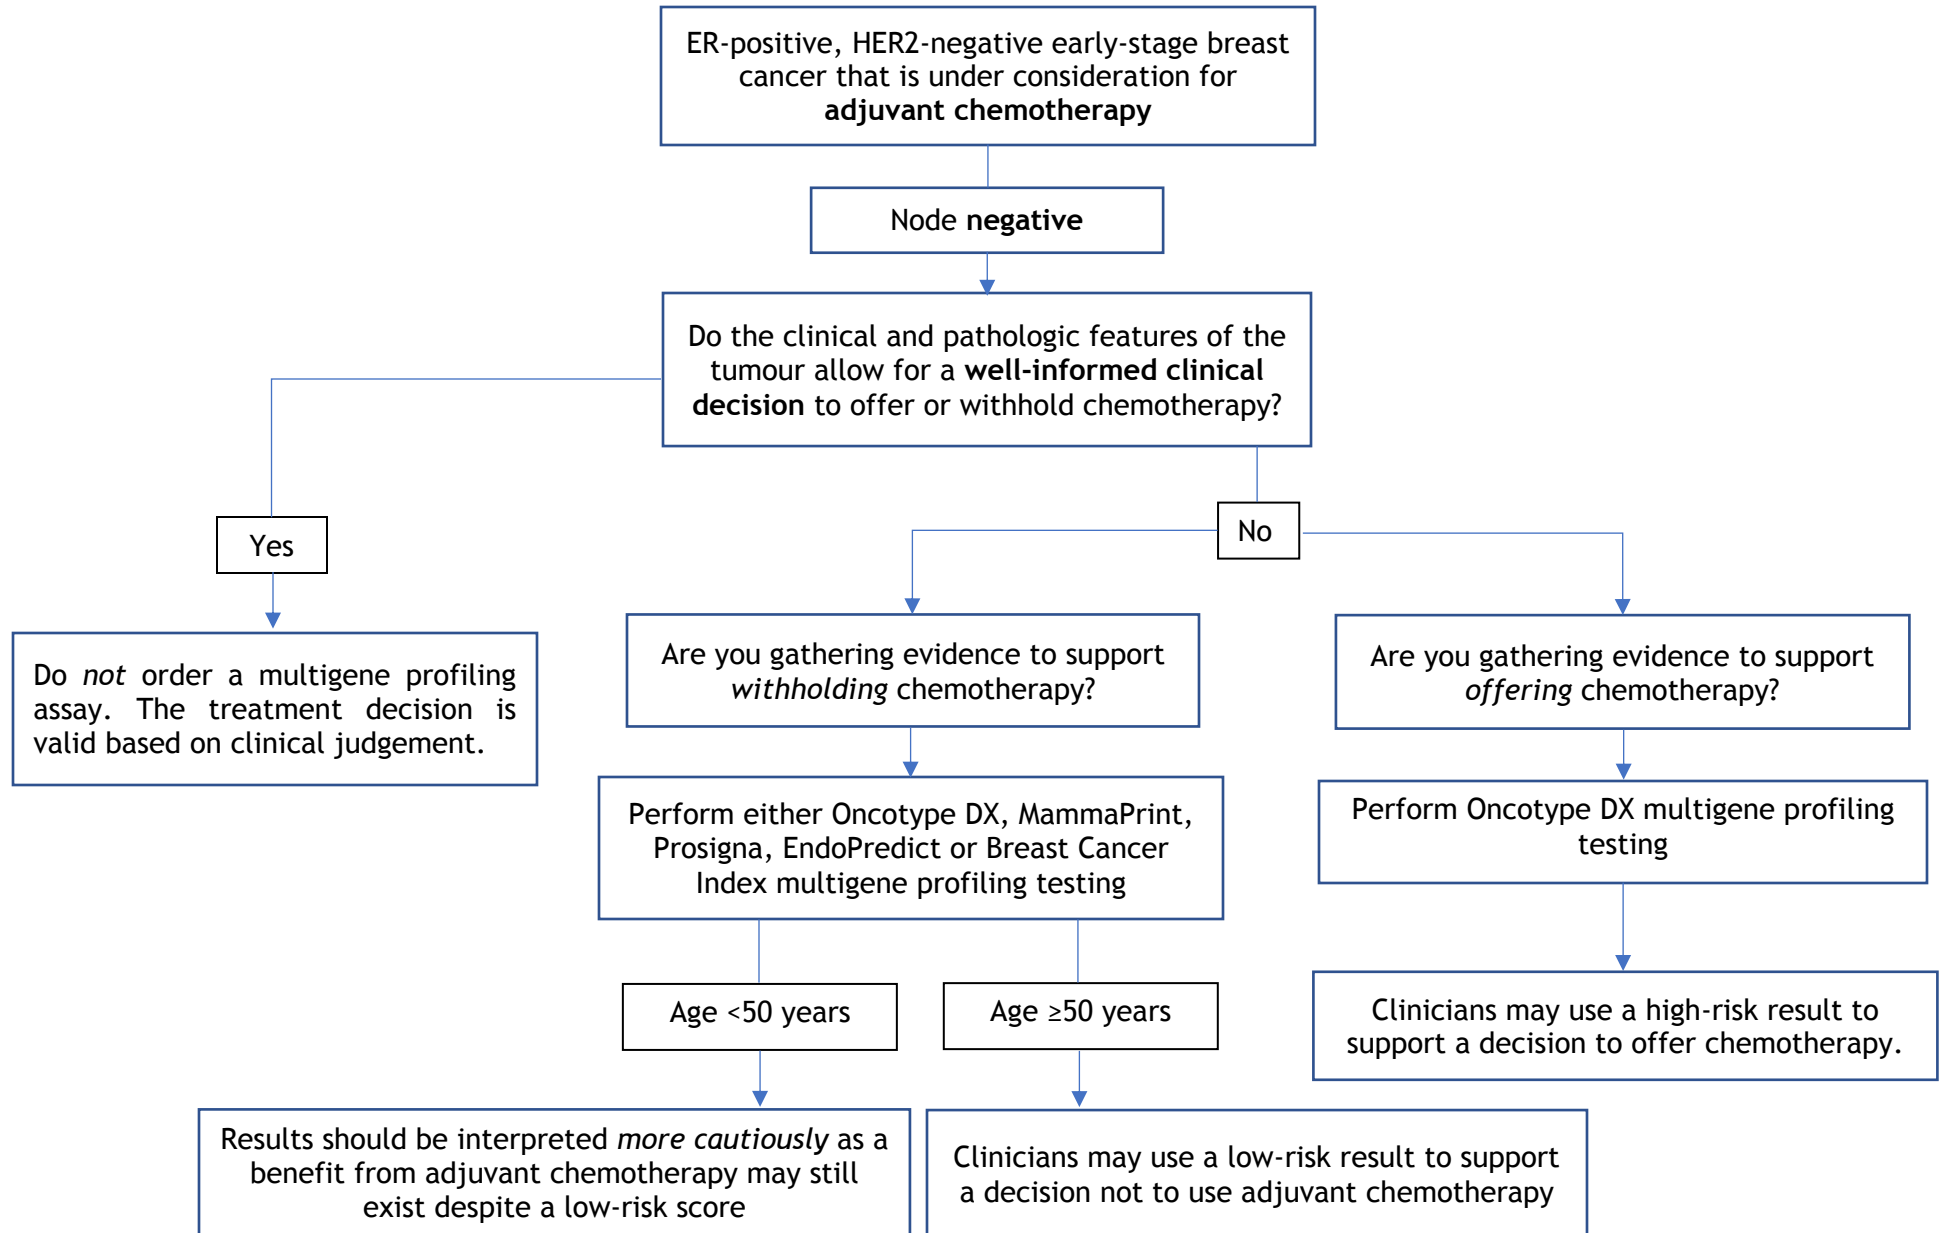 ER-positive, HER2-negative early-stage breast
cancer that is under consideration for
adjuvant chemotherapy
Node negative
Do the clinical and pathologic features of the
tumour allow for a well-informed clinical
decision to offer or withhold chemotherapy?
Yes
No
Do not order a multigene profiling
assay. The treatment decision is
valid based on clinical judgement.
Are you gathering evidence to support
withholding chemotherapy?
Are you gathering evidence to support
offering chemotherapy?
Perform either Oncotype DX, MammaPrint,
Prosigna, EndoPredict or Breast Cancer
Index multigene profiling testing
Perform Oncotype DX multigene profiling
testing
Age <50 years
Age ≥50 years
Clinicians may use a high-risk result to
support a decision to offer chemotherapy.
Results should be interpreted more cautiously as a
benefit from adjuvant chemotherapy may still
exist despite a low-risk score
Clinicians may use a low-risk result to support
a decision not to use adjuvant chemotherapy